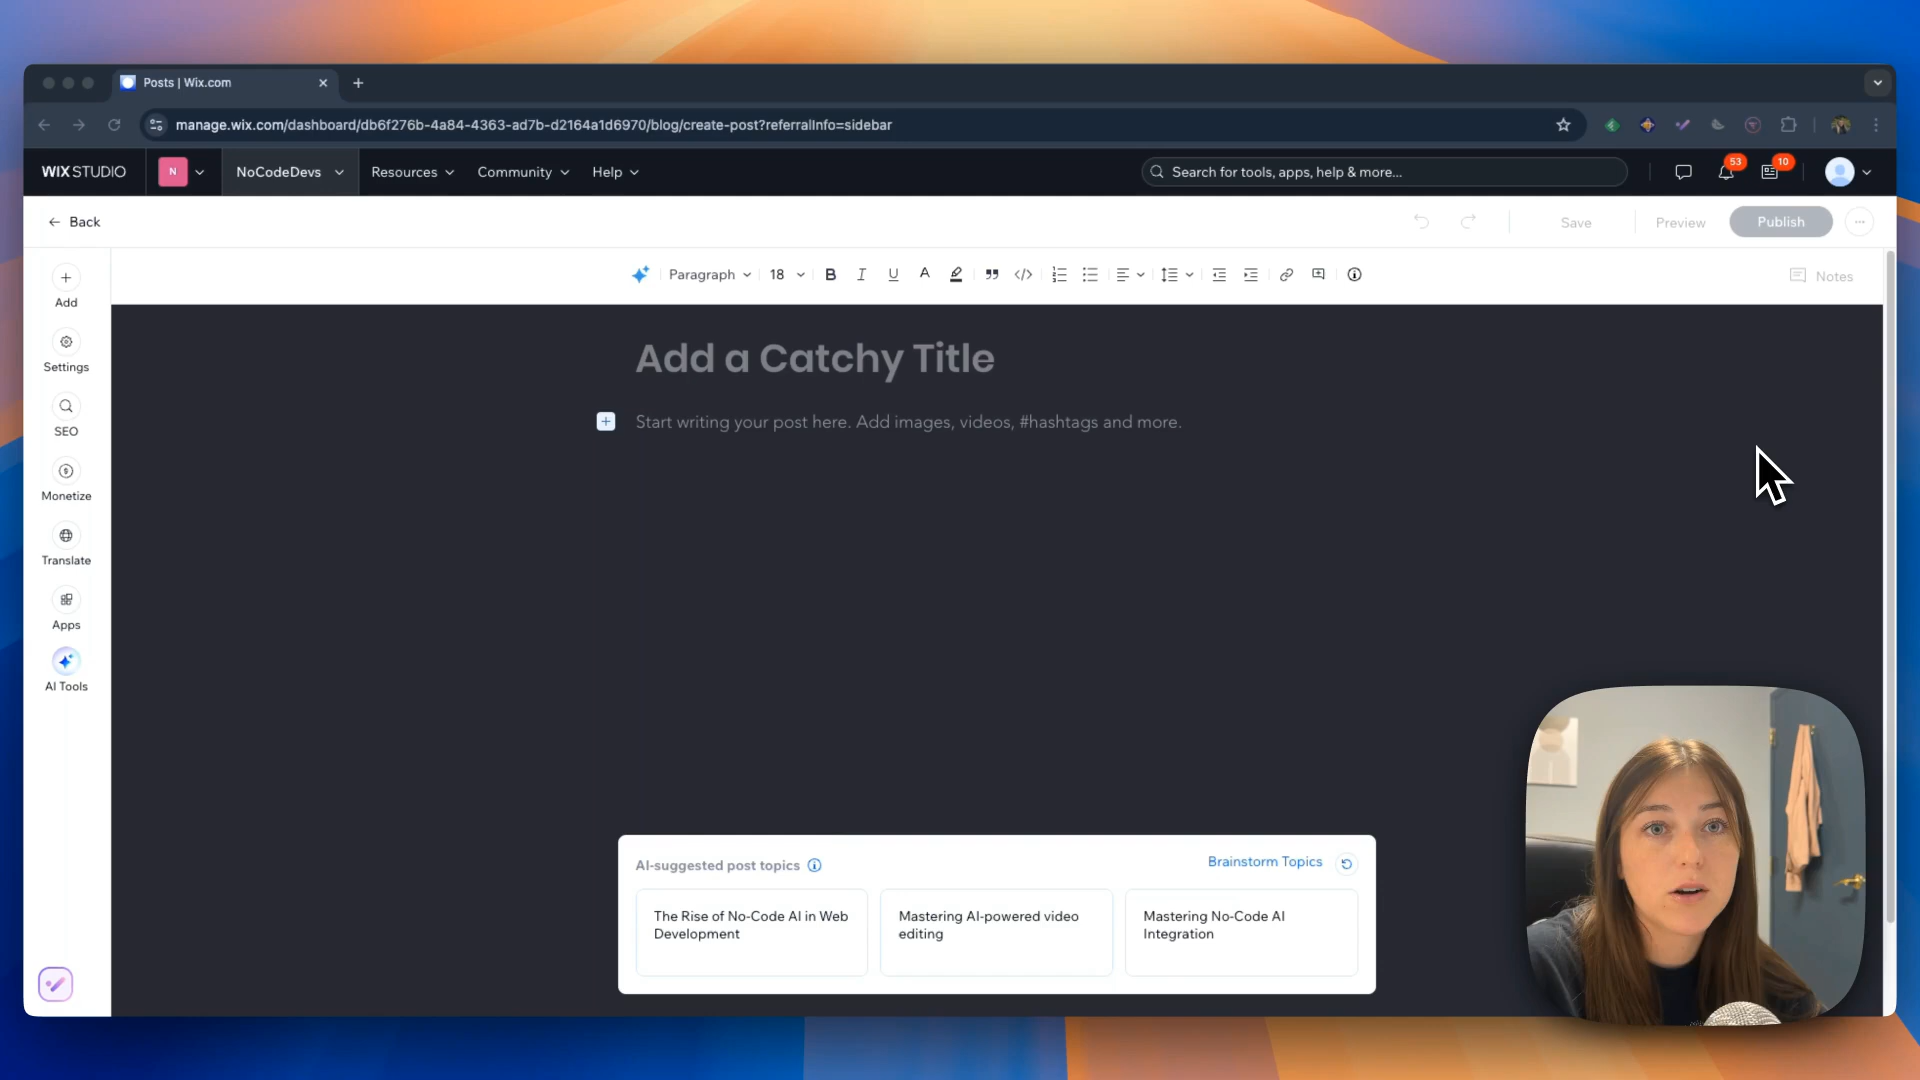 Posts | Wix.com
manage.wix.com/dashboard/db6f276b-4a84-4363-ad7b-d2164a1d6970/blog/create-post?referralInfo=sidebar
WIX STUDIO
N
NoCodeDevs
Resources
Community
Help
Search for tools, apps, help & more...
53
10
Back
Save
Preview
Publish
Paragraph
18
B
I
U
A
Notes
Add
Settings
SEO
Monetize
Translate
Apps
AI Tools
Add a Catchy Title
Start writing your post here. Add images, videos, #hashtags and more.
AI-suggested post topics
Brainstorm Topics
The Rise of No-Code AI in Web
Development
Mastering AI-powered video
editing
Mastering No-Code AI
Integration